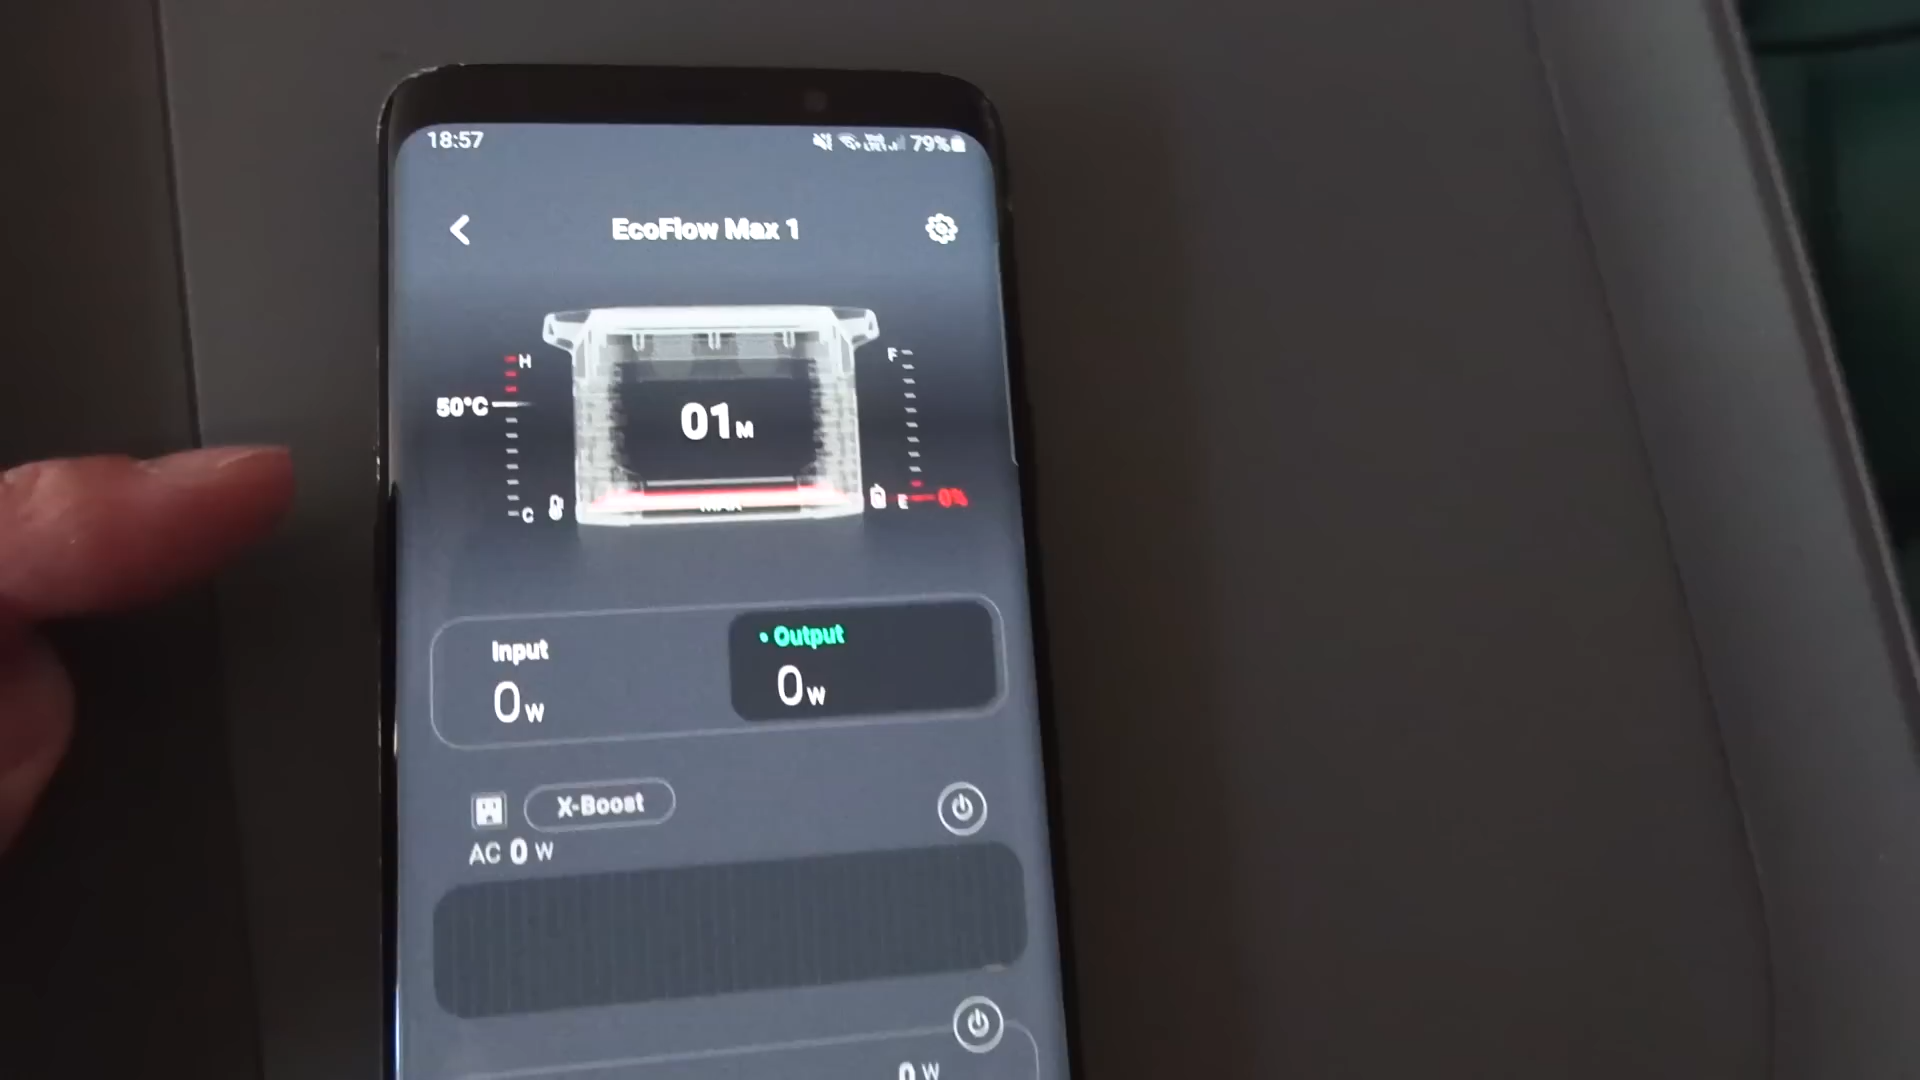 18:57
79%
EcoFlow Max 1
H
F
50°C
01M
C
E
0%
Input
Output
0W
0W
X-Boost
AC 0 W
0 W